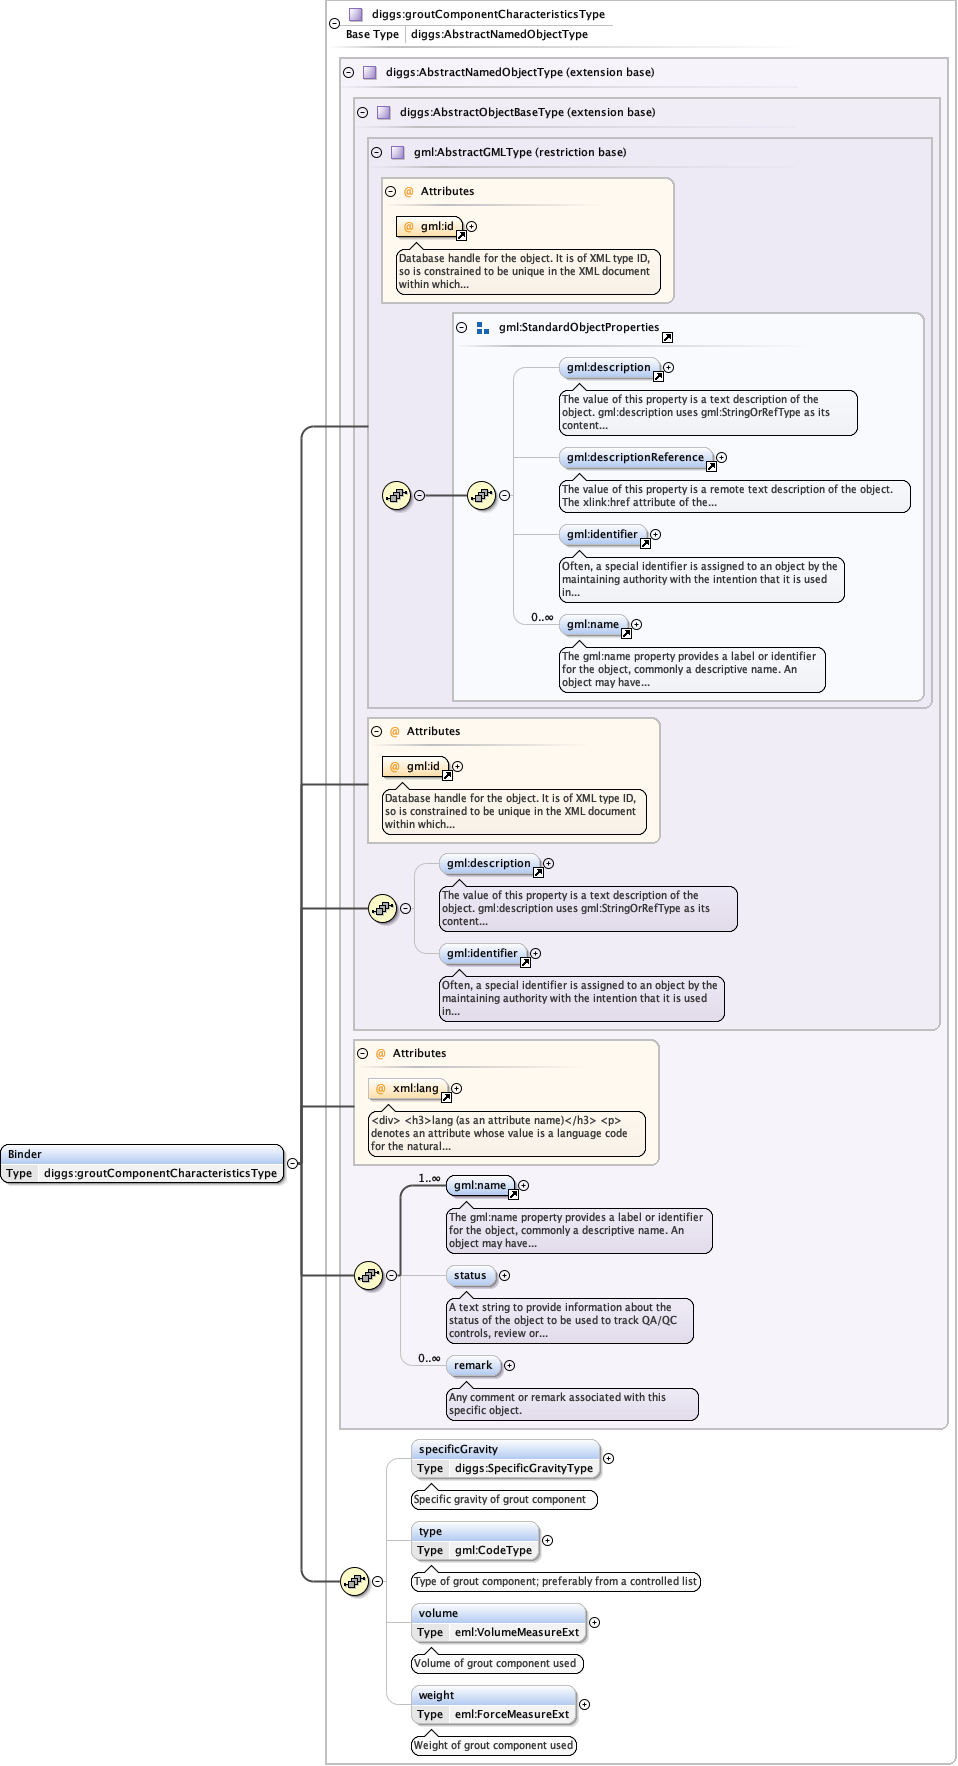 diggs:groutComponentCharacteristicsType
Base Type diggs:AbstractNamedObjectType
diggs:AbstractNamedObjectType (extension base)
diggs:AbstractObjectBaseType (extension base)
gml:AbstractGMLType (restriction base)
@ Attributes
@ gml:id
Database handle for the object. It is of XML type ID,
so is constrained to be unique in the XML document
within which...
gml:StandardObjectProperties
gml:description
The value of this property is a text description of the
object. gml:description uses gml:StringOrRefType as its
content...
gml:descriptionReference
The value of this property is a remote text description of the object.
The xlink:href attribute of the...
gml:identifier
Often, a special identifier is assigned to an object by the
maintaining authority with the intention that it is used
in...
0..∞ gml:name
The gml:name property provides a label or identifier
for the object, commonly a descriptive name. An
object may have...
@ Attributes
@ gml:id
Database handle for the object. It is of XML type ID,
so is constrained to be unique in the XML document
within which...
gml:description
The value of this property is a text description of the
object. gml:description uses gml:StringOrRefType as its
content...
gml:identifier
Often, a special identifier is assigned to an object by the
maintaining authority with the intention that it is used
in...
@ Attributes
@ xml:lang
<div> <h3>lang (as an attribute name)</h3> <p>
denotes an attribute whose value is a language code
for the natural...
Binder
Type diggs:groutComponentCharacteristicsType
1..∞ gml:name
The gml:name property provides a label or identifier
for the object, commonly a descriptive name. An
object may have...
status
A text string to provide information about the
status of the object to be used to track QA/QC
controls, review or...
0..∞ remark
Any comment or remark associated with this
specific object.
specificGravity
Type diggs:SpecificGravityType
Specific gravity of grout component
type
Type gml:CodeType
Type of grout component; preferably from a controlled list
volume
Type eml:VolumeMeasureExt
Volume of grout component used
weight
Type eml:ForceMeasureExt
Weight of grout component used